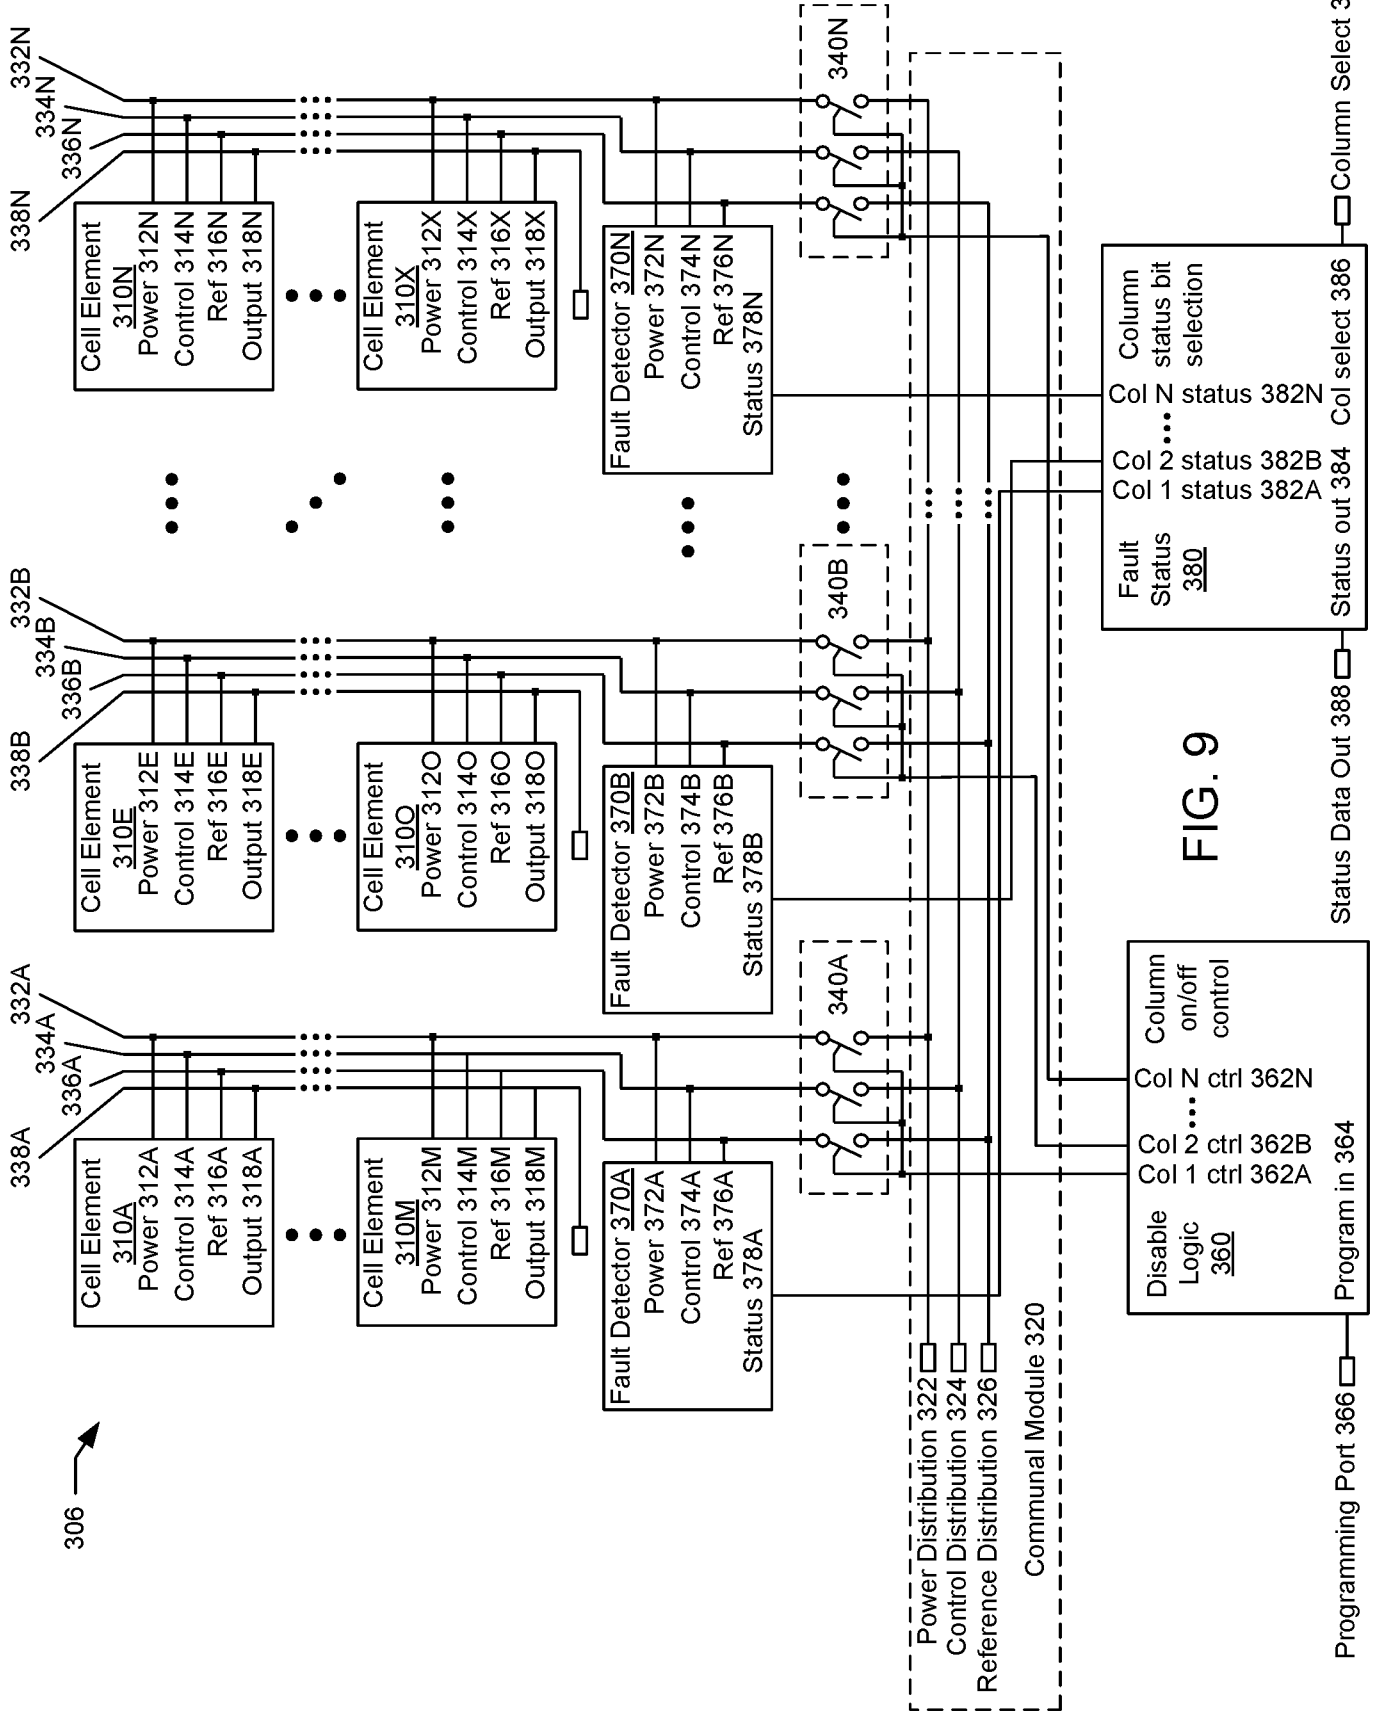 306
338A
336A
334A
332A
Cell Element
310A
Power 312A
Control 314A
Ref 316A
Output 318A
Cell Element
310M
Power 312M
Control 314M
Ref 316M
Output 318M
Fault Detector 370A
Power 372A
Control 374A
Ref 376A
Status 378A
340A
338B
336B
334B
332B
Cell Element
310E
Power 312E
Control 314E
Ref 316E
Output 318E
Cell Element
310O
Power 312O
Control 314O
Ref 316O
Output 318O
Fault Detector 370B
Power 372B
Control 374B
Ref 376B
Status 378B
340B
338N
336N
334N
332N
Cell Element
310N
Power 312N
Control 314N
Ref 316N
Output 318N
Cell Element
310X
Power 312X
Control 314X
Ref 316X
Output 318X
Fault Detector 370N
Power 372N
Control 374N
Ref 376N
Status 378N
340N
Power Distribution 322
Control Distribution 324
Reference Distribution 326
Communal Module 320
Disable
Logic
360
Col 1 ctrl 362A
Col 2 ctrl 362B
Col N ctrl 362N
Column
on/off
control
Program in 364
Programming Port 366
Fault
Status
380
Col 1 status 382A
Col 2 status 382B
Col N status 382N
Column
status bit
selection
Status out 384
Col select 386
Status Data Out 388
Column Select
FIG. 9